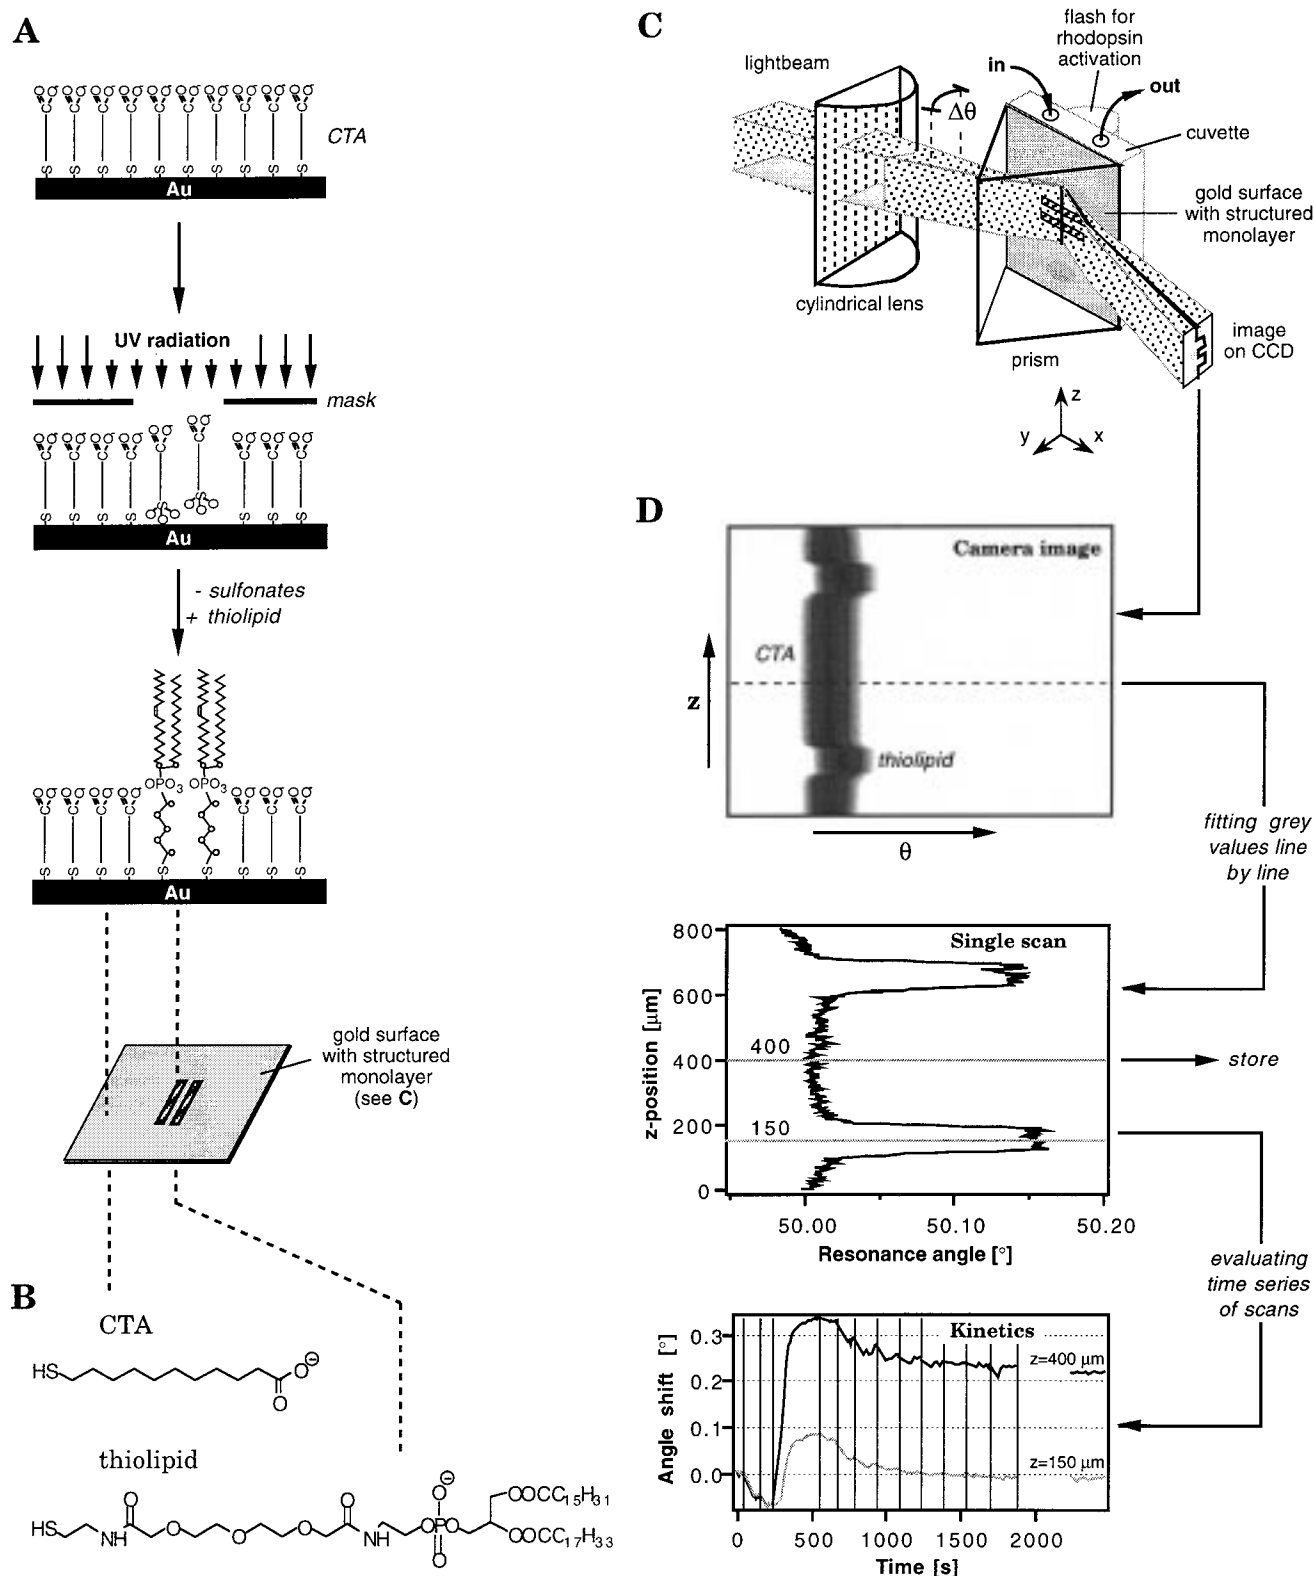 A
CTA
Au
UV radiation
mask
Au
- sulfonates
+ thiolipid
Au
gold surface
with structured
monolayer
(see C)
B
CTA
HS
O
O
thiolipid
HS
NH
O
O
O
O
O
NH
O
O
P
O
O
OOCC15H31
OOCC17H33
C
lightbeam
flash for
rhodopsin
activation
in
out
Δθ
cuvette
gold surface
with structured
monolayer
cylindrical lens
prism
image
on CCD
z
y
x
D
Camera image
CTA
z
thiolipid
θ
fitting grey
values line
by line
Single scan
800
600
400
200
0
400
150
z-position [μm]
50.00
50.10
50.20
Resonance angle [°]
store
evaluating
time series
of scans
Kinetics
Angle shift [°]
0.3
0.2
0.1
0.0
z=400 μm
z=150 μm
0
500
1000
1500
2000
Time [s]